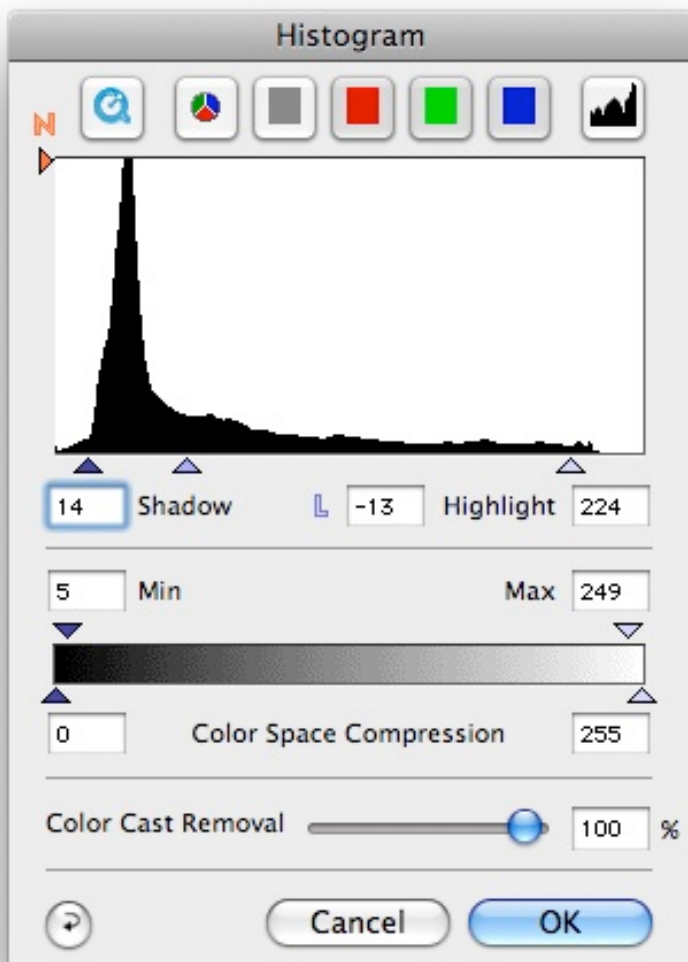 Histogram
N
14 Shadow L -13 Highlight 224
5 Min Max 249
0 Color Space Compression 255
Color Cast Removal 100 %
Cancel OK